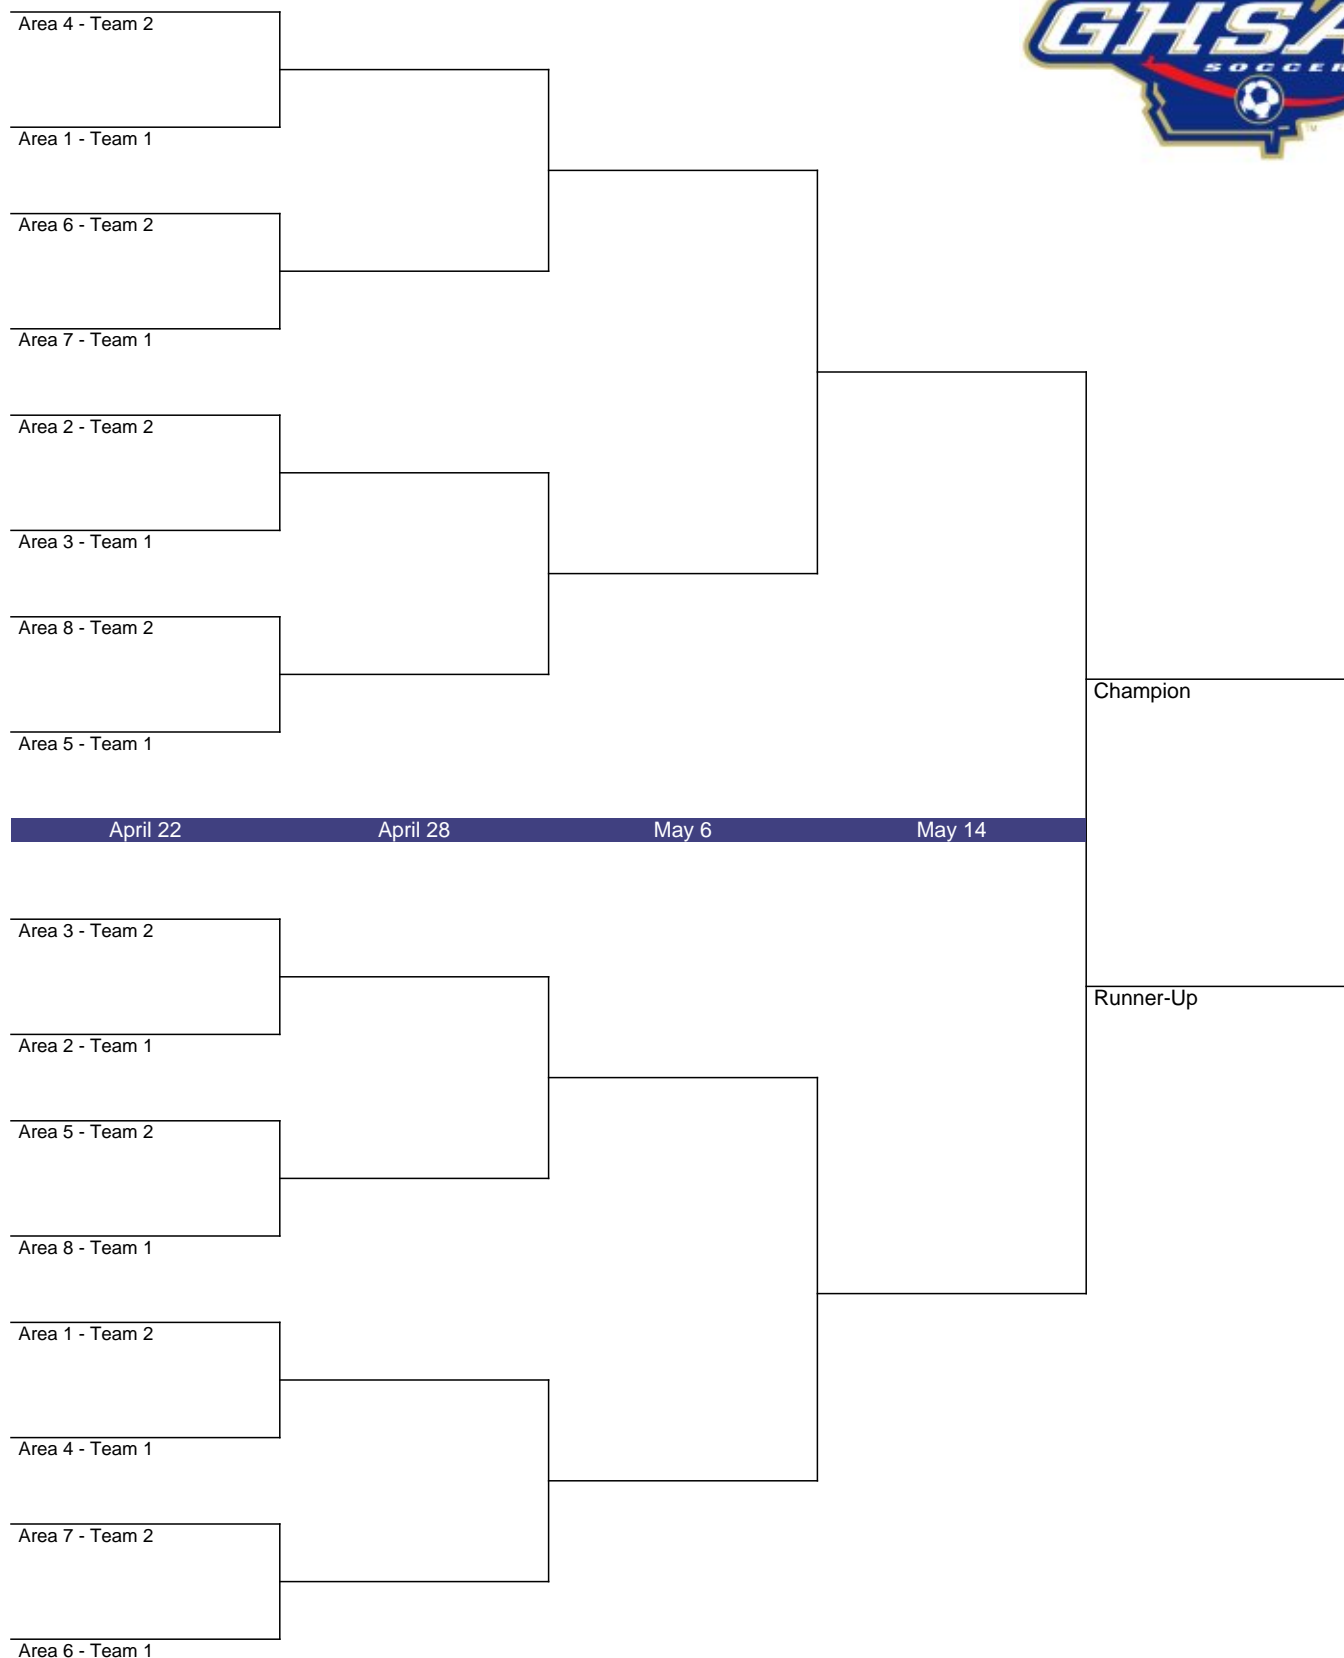 GHSA
SOCCER
TM
Area 4 - Team 2
Area 1 - Team 1
Area 6 - Team 2
Area 7 - Team 1
Area 2 - Team 2
Area 3 - Team 1
Area 8 - Team 2
Area 5 - Team 1
Champion
April 22 April 28 May 6 May 14
Area 3 - Team 2
Runner-Up
Area 2 - Team 1
Area 5 - Team 2
Area 8 - Team 1
Area 1 - Team 2
Area 4 - Team 1
Area 7 - Team 2
Area 6 - Team 1